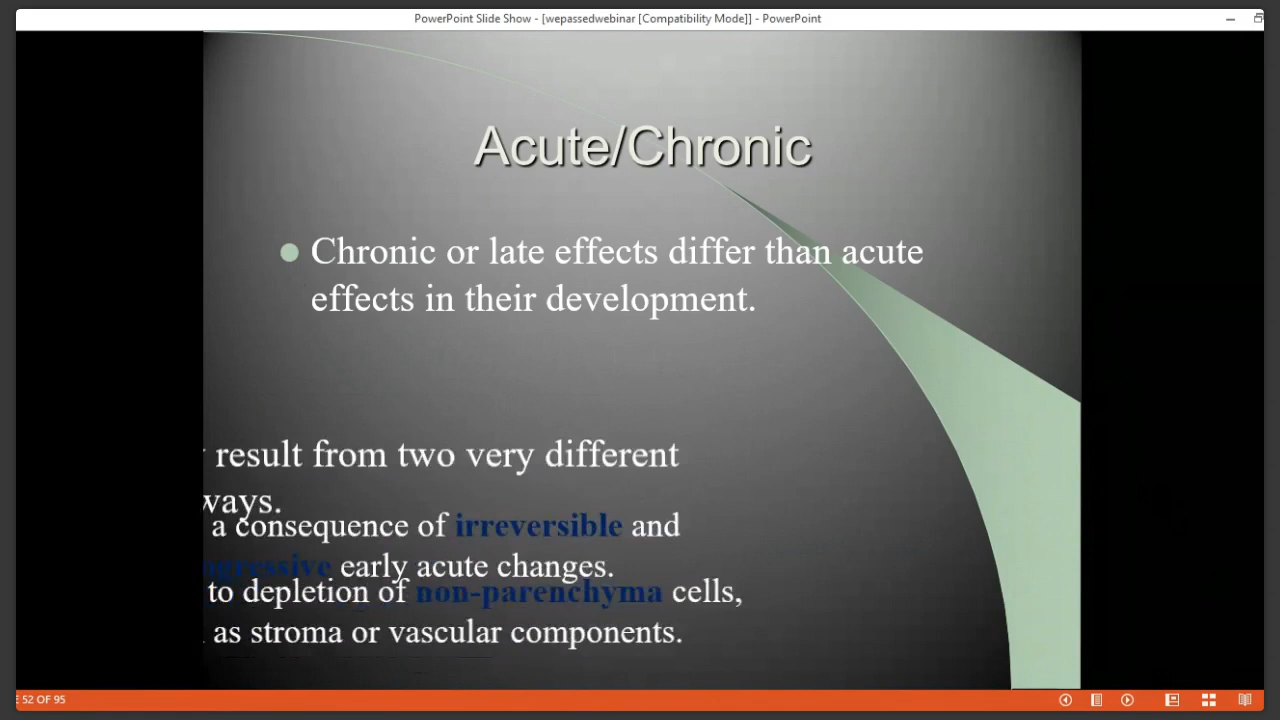 PowerPoint Slide Show - [wepassedwebinar [Compatibility Mode]] - PowerPoint
Acute/Chronic
Chronic or late effects differ than acute
effects in their development.
result from two very different
ways.
a consequence of irreversible and
ogressive early acute changes.
to depletion of non-parenchyma cells,
as stroma or vascular components.
E 52 OF 95